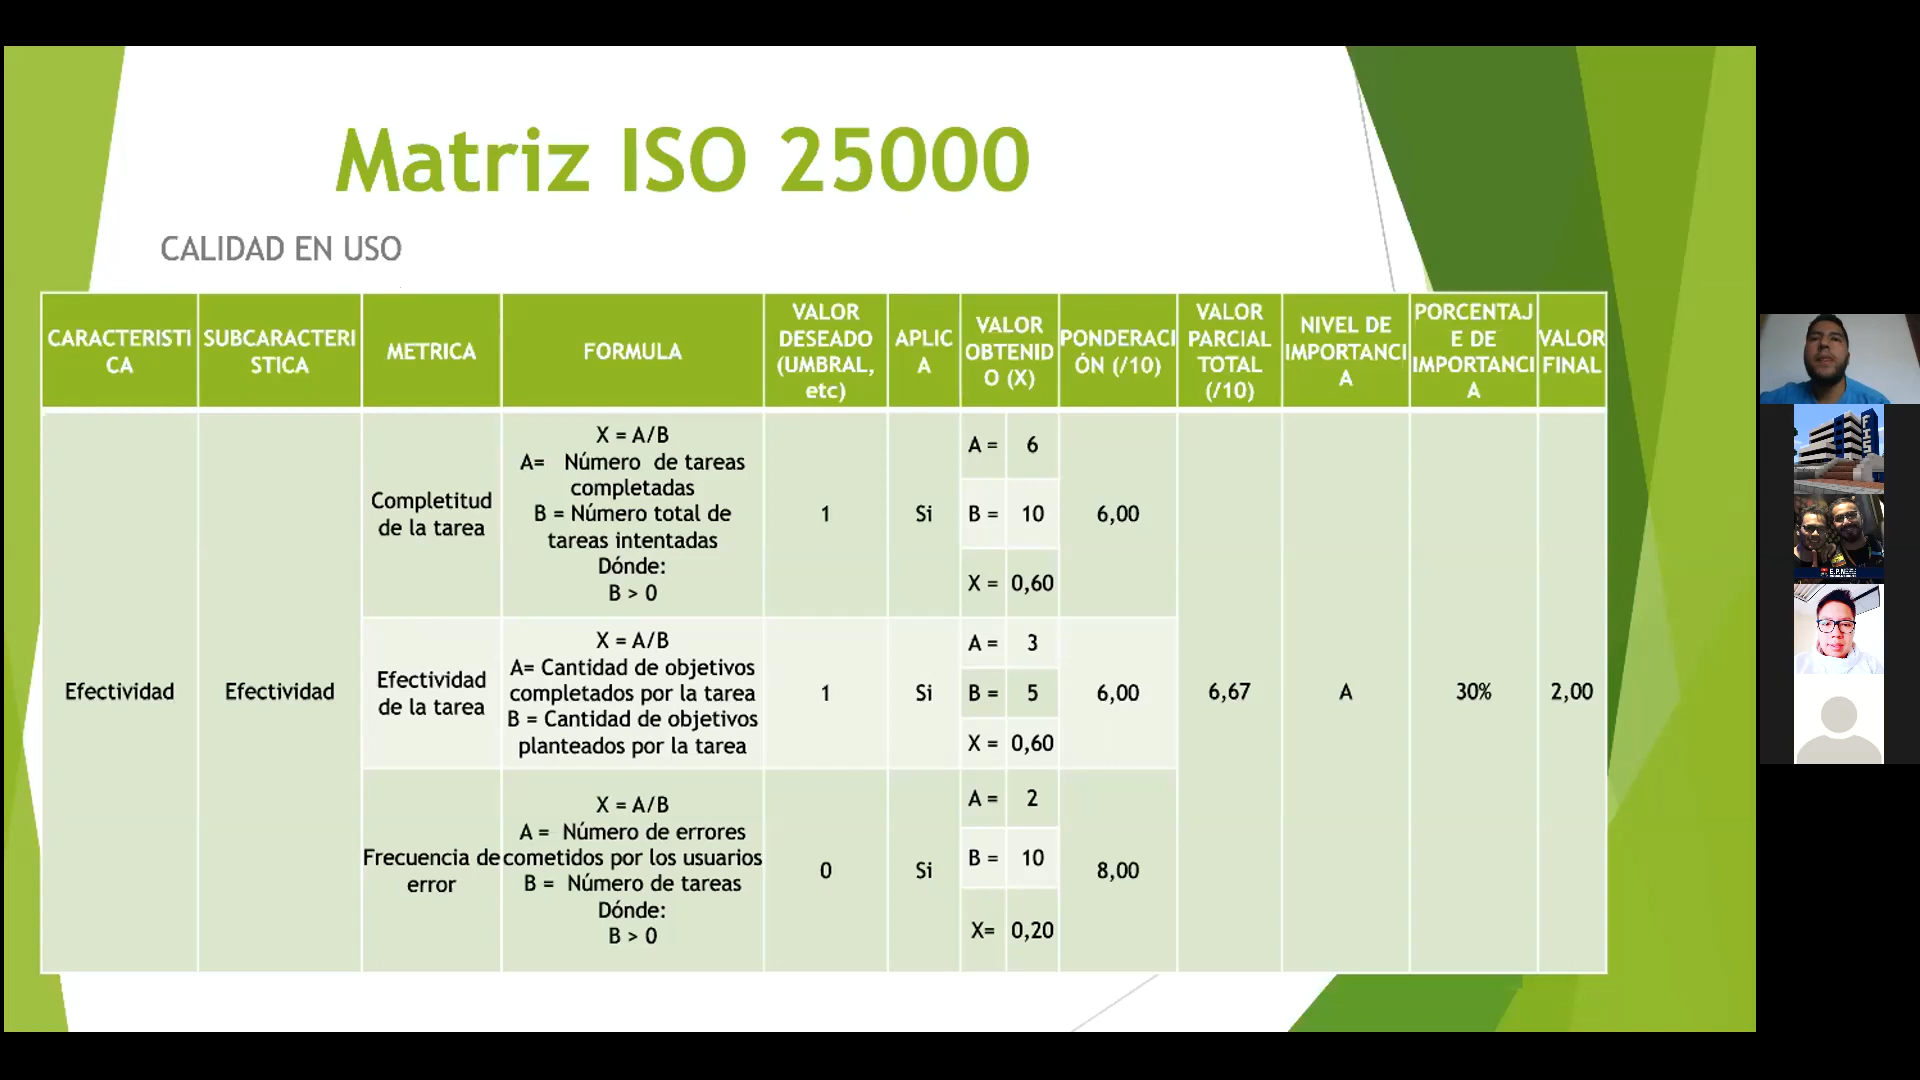 Matriz ISO 25000
CALIDAD EN USO
CARACTERISTI
CA
SUBCARACTERI
STICA
METRICA
FORMULA
VALOR
DESEADO
(UMBRAL,
etc)
APLIC
A
VALOR
OBTENID
O (X)
PONDERACI
ÓN (/10)
VALOR
PARCIAL
TOTAL
(/10)
NIVEL DE
IMPORTANCI
A
PORCENTAJ
E DE
IMPORTANCI
A
VALOR
FINAL
Efectividad
Efectividad
Completitud
de la tarea
X = A/B
A= Número de tareas
completadas
B = Número total de
tareas intentadas
Dónde:
B > 0
1
Si
A = 6
B = 10
X = 0,60
6,00
Efectividad
de la tarea
X = A/B
A= Cantidad de objetivos
completados por la tarea
B = Cantidad de objetivos
planteados por la tarea
1
Si
A = 3
B = 5
X = 0,60
6,00
Frecuencia de
error
X = A/B
A = Número de errores
cometidos por los usuarios
B = Número de tareas
Dónde:
B > 0
0
Si
A = 2
B = 10
X= 0,20
8,00
6,67
A
30%
2,00